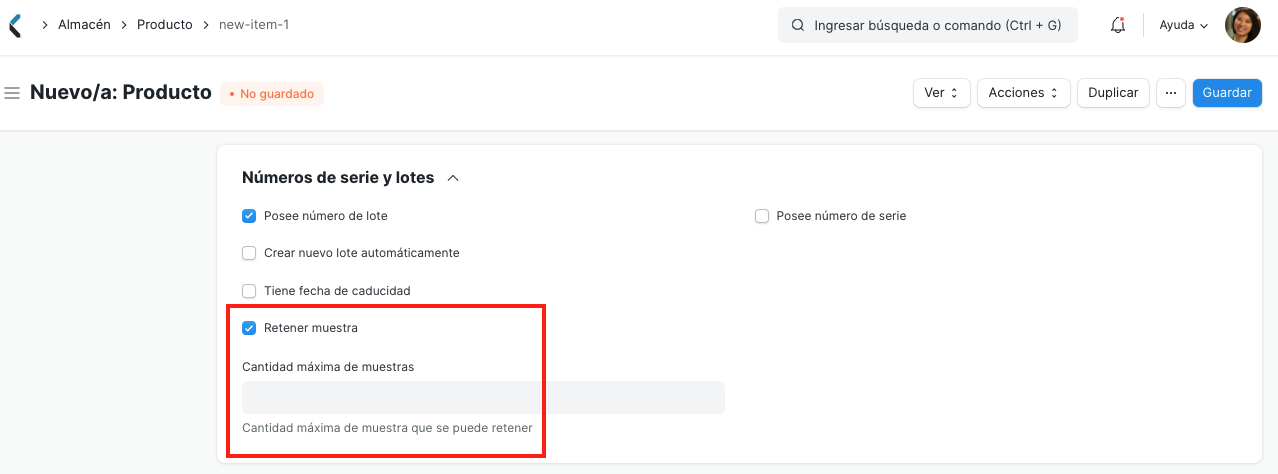 Almacén > Producto > new-item-1
Ingresar búsqueda o comando (Ctrl + G)
Ayuda
Nuevo/a: Producto
• No guardado
Ver
Acciones
Duplicar
...
Guardar
Números de serie y lotes
Posee número de lote
Posee número de serie
Crear nuevo lote automáticamente
Tiene fecha de caducidad
Retener muestra
Cantidad máxima de muestras
Cantidad máxima de muestra que se puede retener